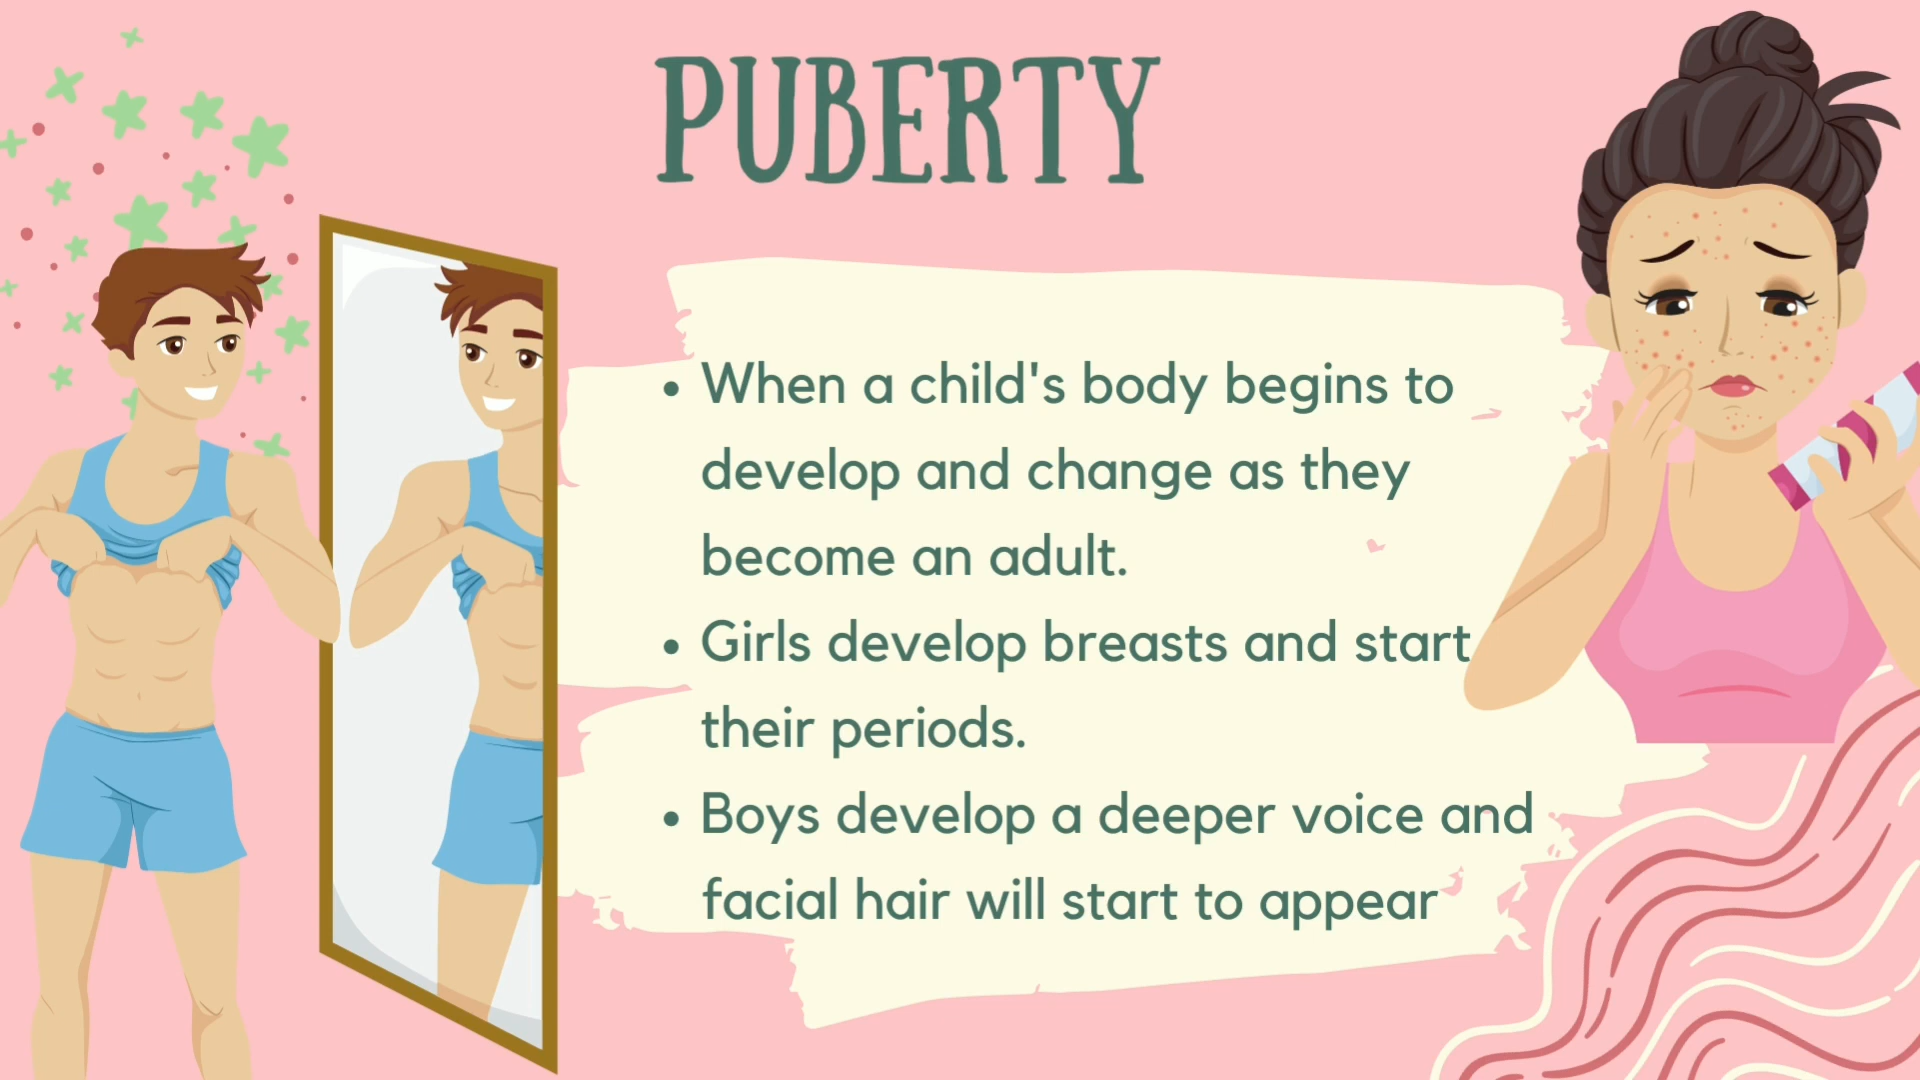 PUBERTY
• When a child's body begins to
develop and change as they
become an adult.
• Girls develop breasts and start
their periods.
• Boys develop a deeper voice and
facial hair will start to appear